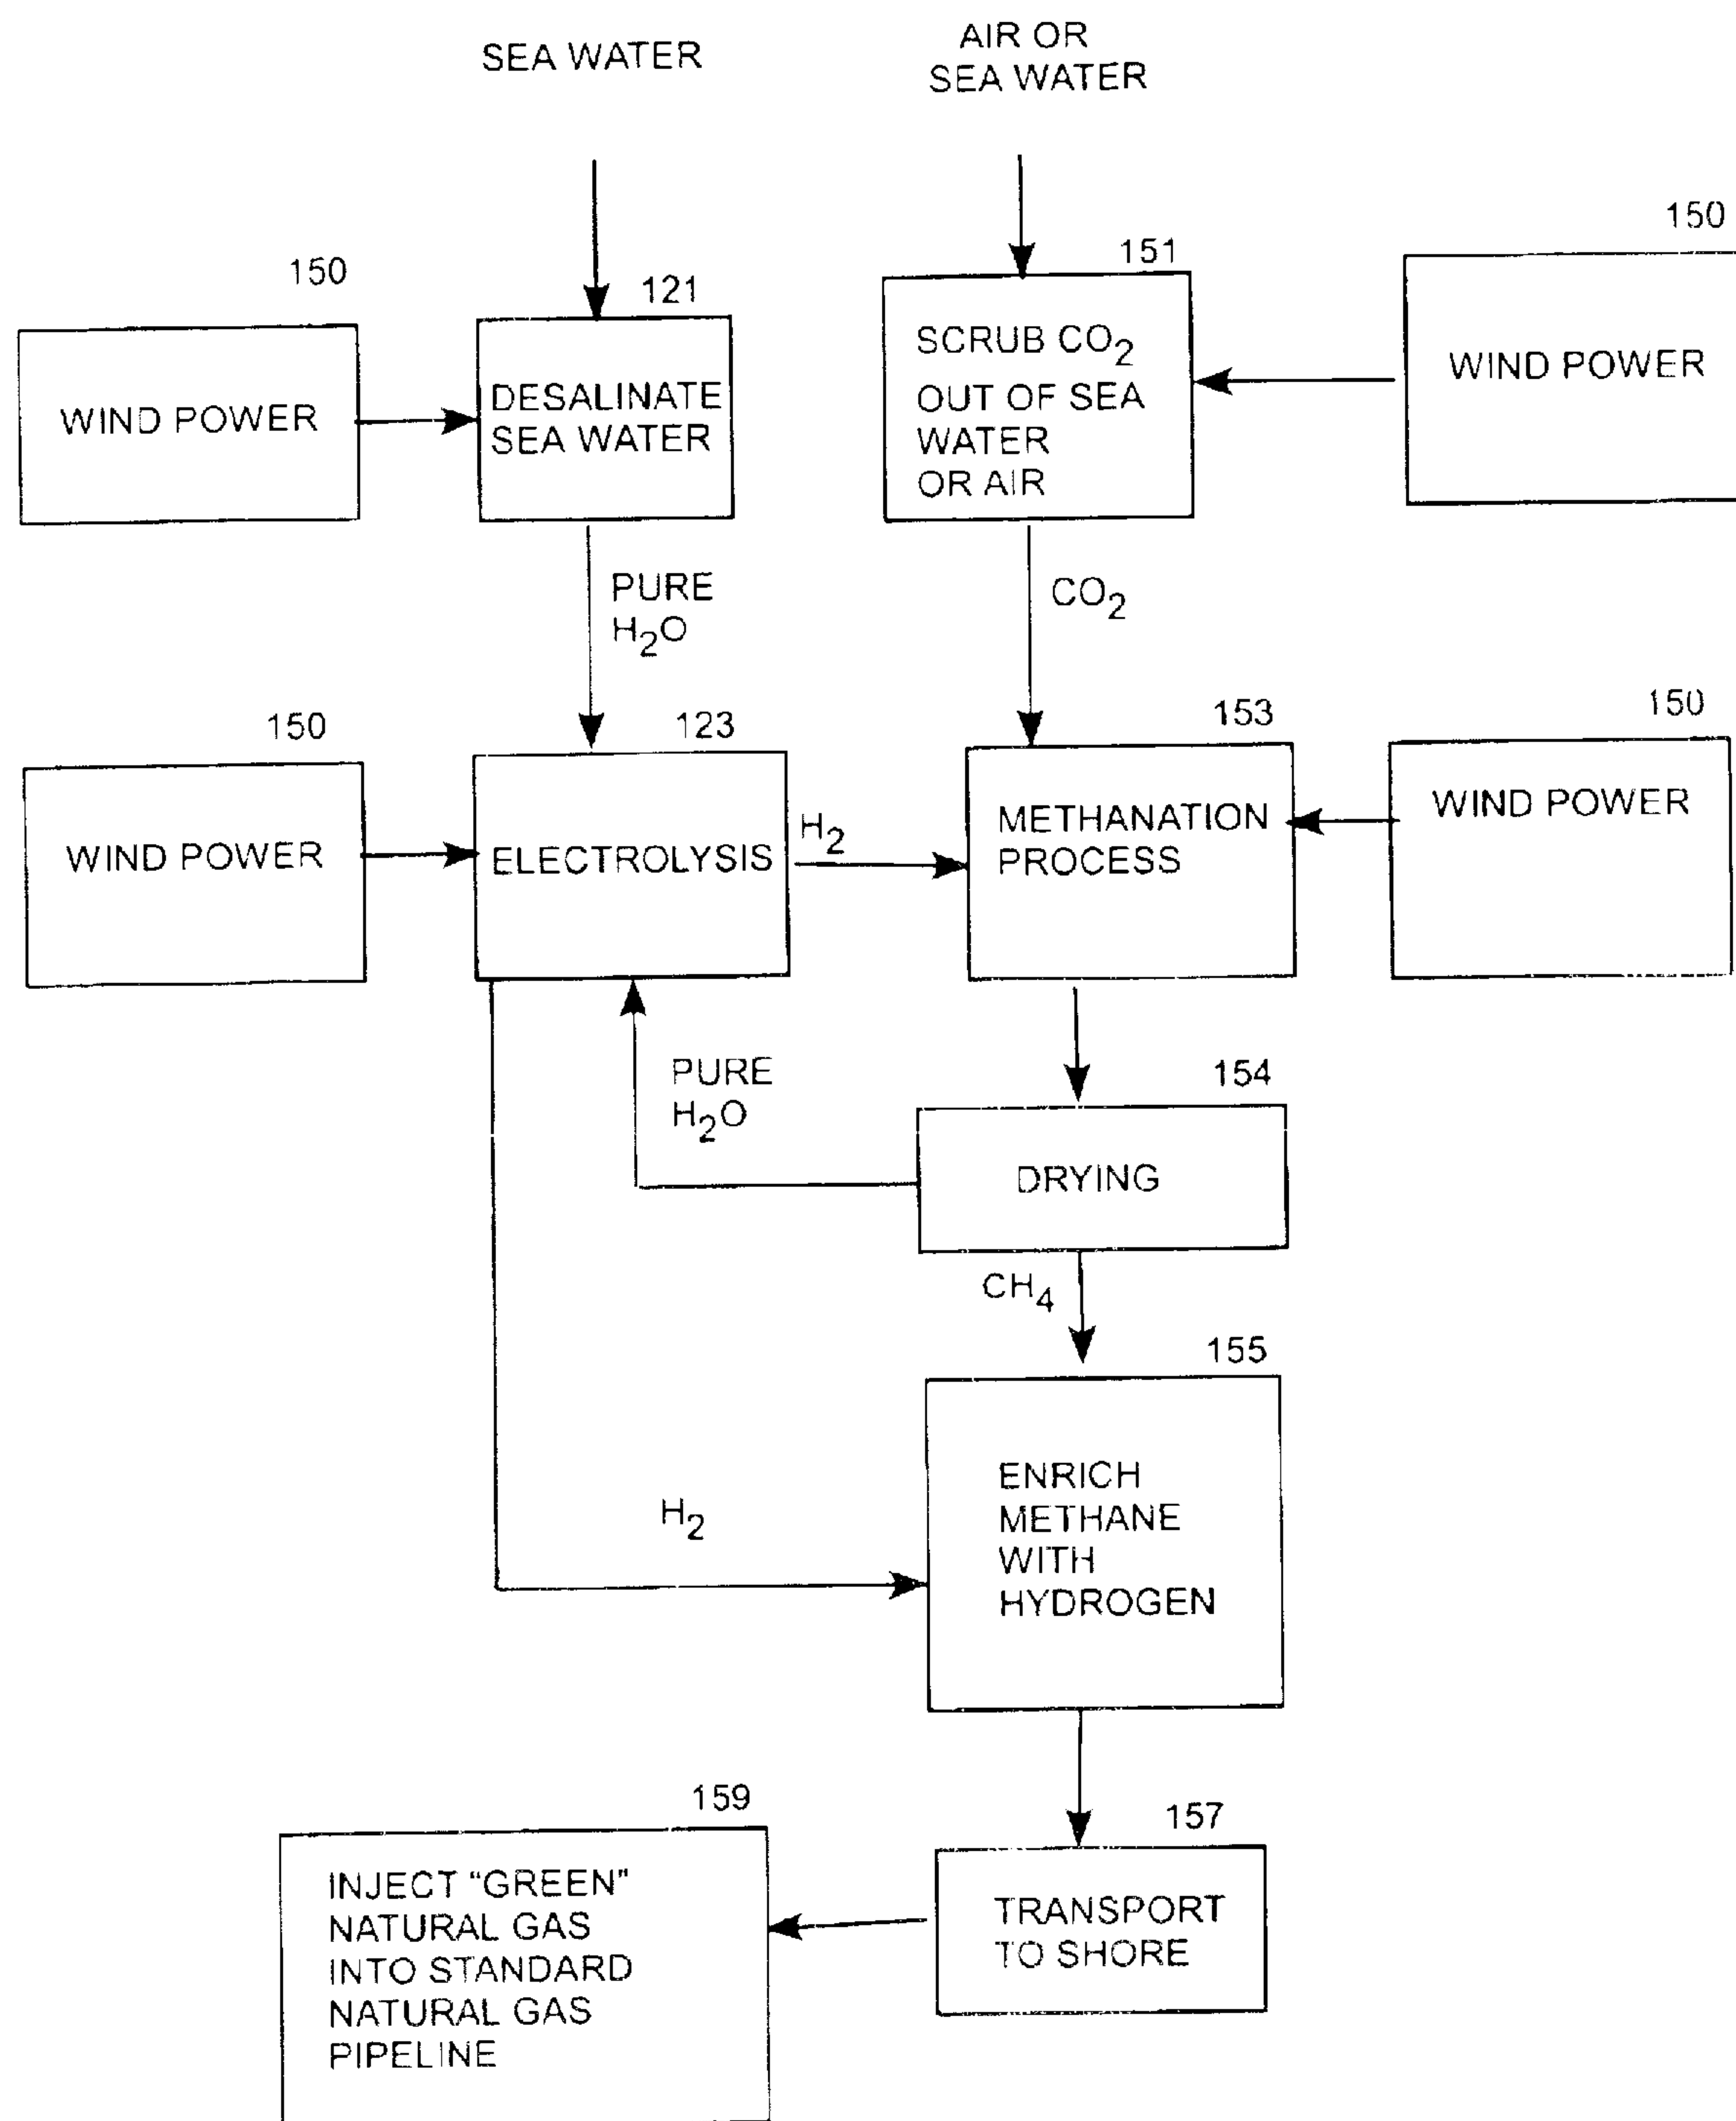 SEA WATER
AIR OR
SEA WATER
150
121
151
150
WIND POWER
DESALINATE
SEA WATER
SCRUB CO₂
OUT OF SEA
WATER
OR AIR
WIND POWER
PURE
H₂O
CO₂
150
123
153
150
WIND POWER
ELECTROLYSIS
H₂
METHANATION
PROCESS
WIND POWER
PURE
H₂O
154
DRYING
CH₄
155
ENRICH
METHANE
WITH
HYDROGEN
H₂
159
157
INJECT "GREEN"
NATURAL GAS
INTO STANDARD
NATURAL GAS
PIPELINE
TRANSPORT
TO SHORE